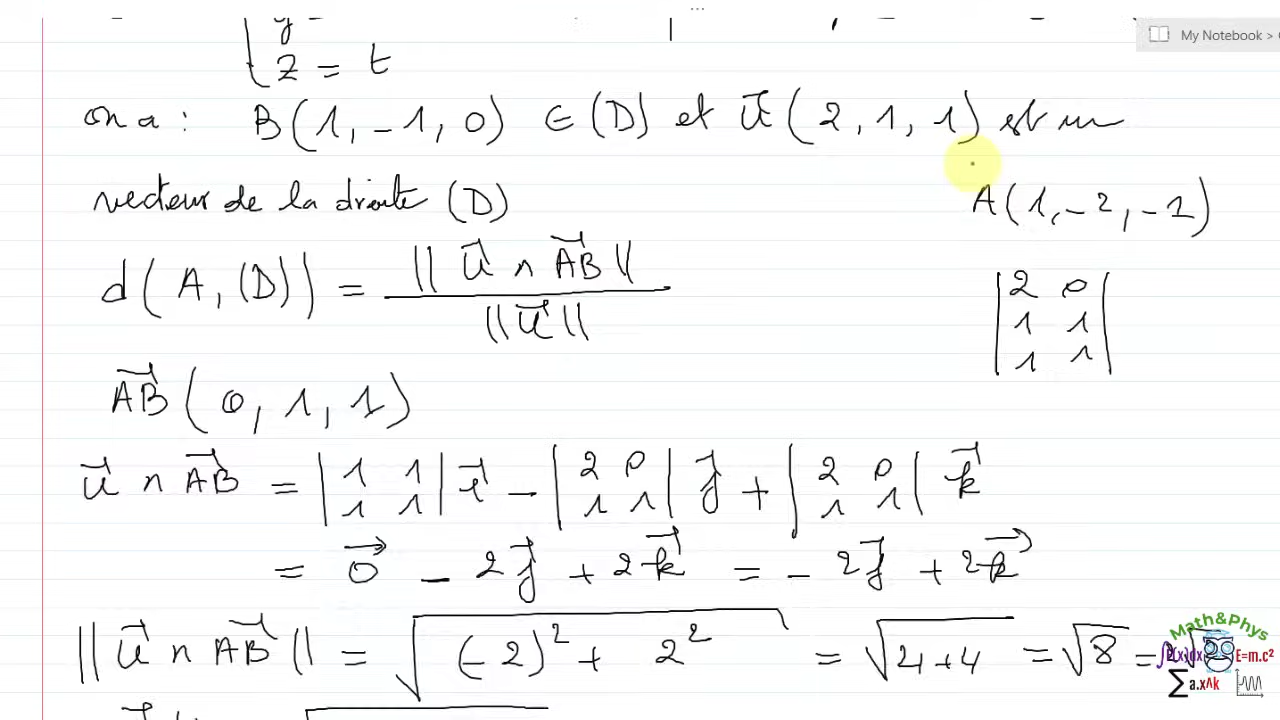 My Notebook >
z = t
on a : B(1, -1, 0) ∈ (D) et u⃗(2, 1, 1) est un
vecteur de la droite (D)
A(1, -2, -1)
d(A, (D)) = ||u⃗ ∧ AB⃗|| / ||u⃗||
|2 0|
|1 1|
|1 1|
AB⃗(0, 1, 1)
u⃗ ∧ AB⃗ = |1 1; 1 1| i⃗ - |2 0; 1 1| j⃗ + |2 0; 1 1| k⃗
= 0⃗ - 2j⃗ + 2k⃗ = -2j⃗ + 2k⃗
||u⃗ ∧ AB⃗|| = √((-2)² + 2²) = √(4+4) = √8 =
Math&Phys
E=m.c²
∑ a.x∧k